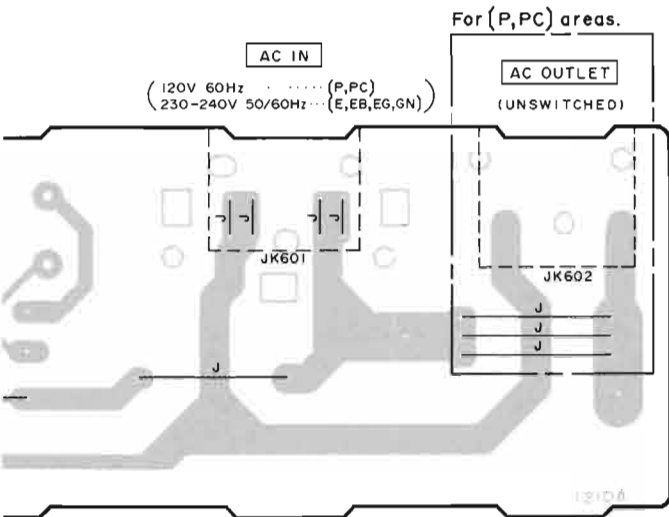 For (P,PC) areas.
AC IN
120V 60Hz · ····· (P,PC)
230-240V 50/60Hz ··· (E,EB,EG,GN)
AC OUTLET
(UNSWITCHED)
J J J J
JK601
JK602
J
J
J
J